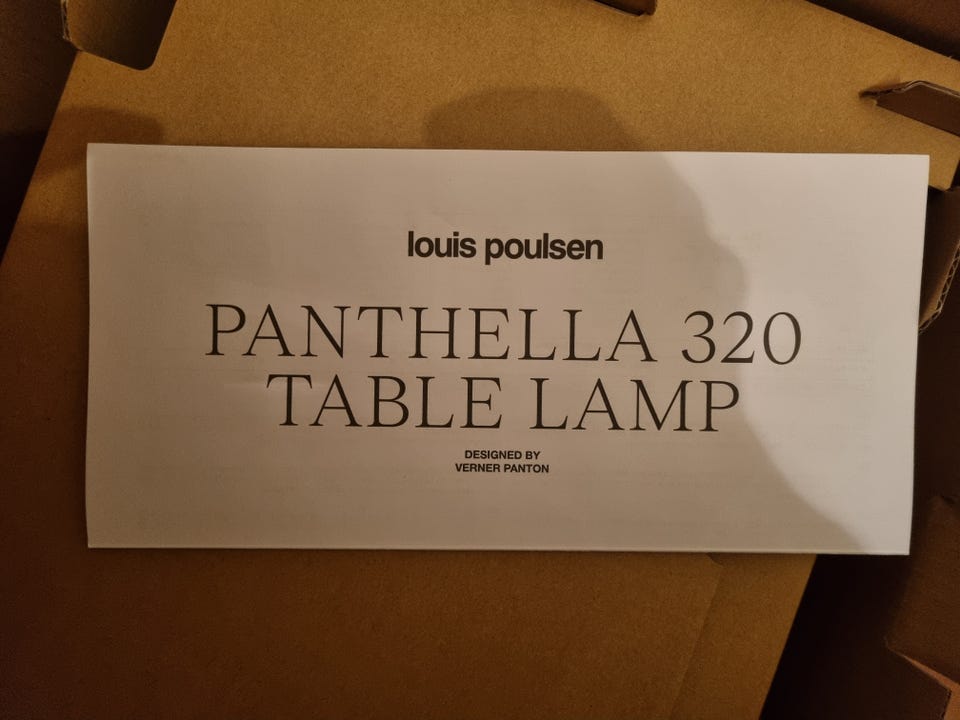 louis poulsen
PANTHELLA 320
TABLE LAMP
DESIGNED BY
VERNER PANTON